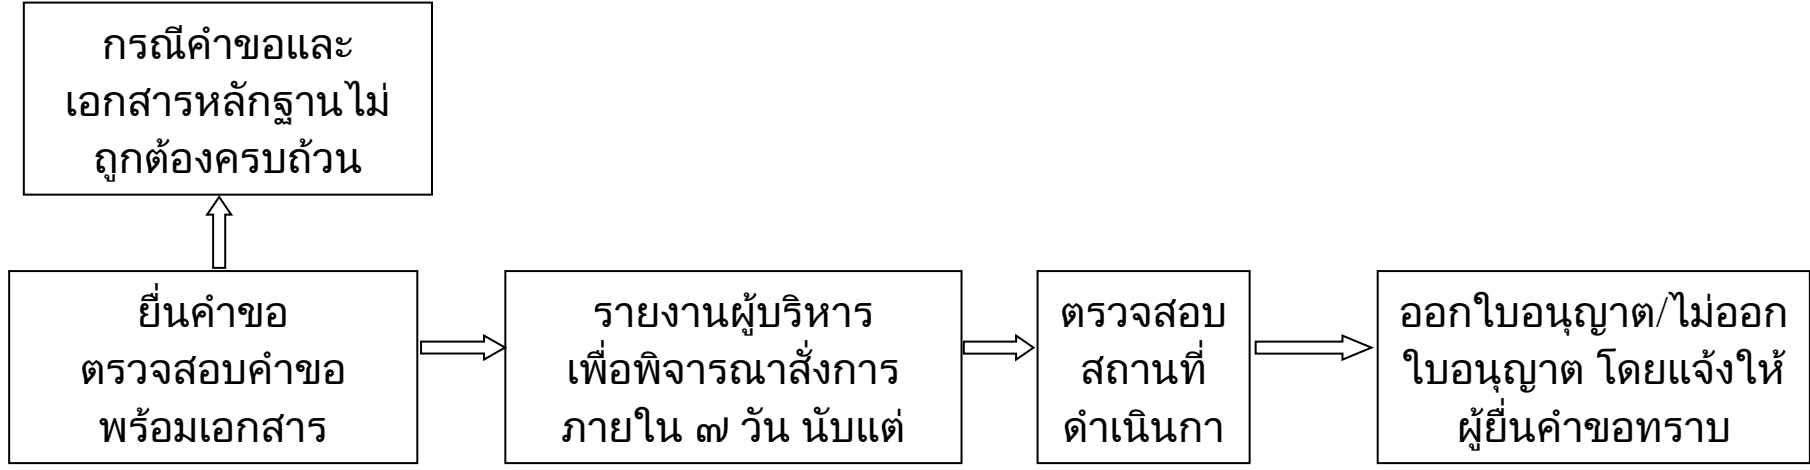 กรณีคำขอและ
เอกสารหลักฐานไม่
ถูกต้องครบถ้วน
ยื่นคำขอ
ตรวจสอบคำขอ
พร้อมเอกสาร
รายงานผู้บริหาร
เพื่อพิจารณาสั่งการ
ภายใน ๗ วัน นับแต่
ตรวจสอบ
สถานที่
ดำเนินกา
ออกใบอนุญาต/ไม่ออก
ใบอนุญาต โดยแจ้งให้
ผู้ยื่นคำขอทราบ